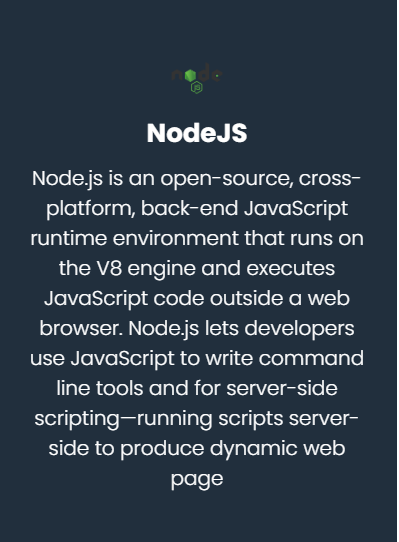 node
JS
NodeJS
Node.js is an open-source, cross-
platform, back-end JavaScript
runtime environment that runs on
the V8 engine and executes
JavaScript code outside a web
browser. Node.js lets developers
use JavaScript to write command
line tools and for server-side
scripting—running scripts server-
side to produce dynamic web
page